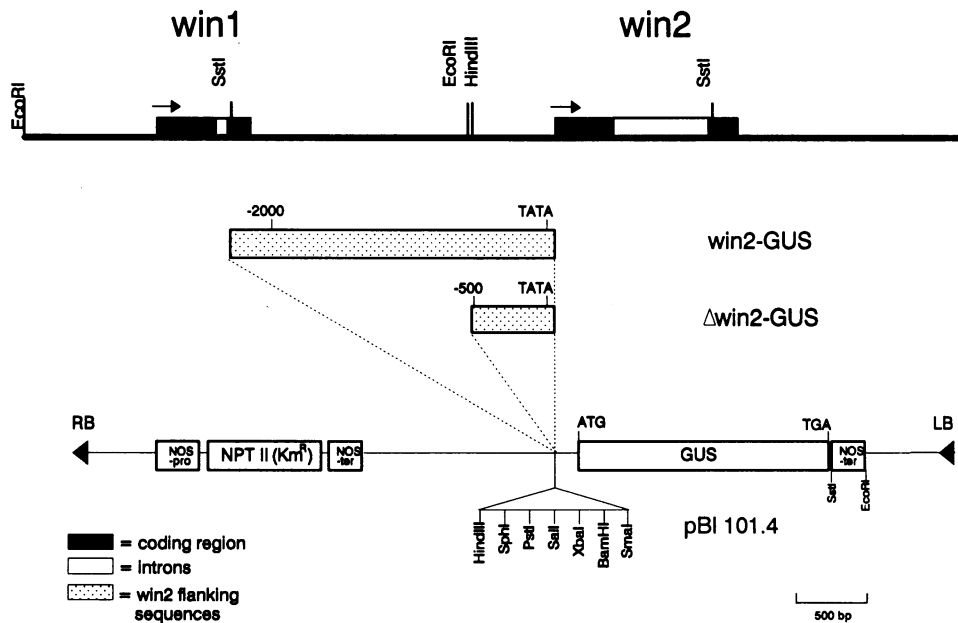 win1
win2
EcoRI
SstI
EcoRI
HindIII
SstI
-2000
TATA
win2-GUS
-500
TATA
Δwin2-GUS
RB
ATG
TGA
LB
NOS
-pro
NPT II (Km^R)
NOS
-ter
GUS
NOS
-ter
SstI
EcoRI
HindIII
SphI
PstI
SalI
XbaI
BamHI
SmaI
pBI 101.4
= coding region
= introns
= win2 flanking
sequences
500 bp